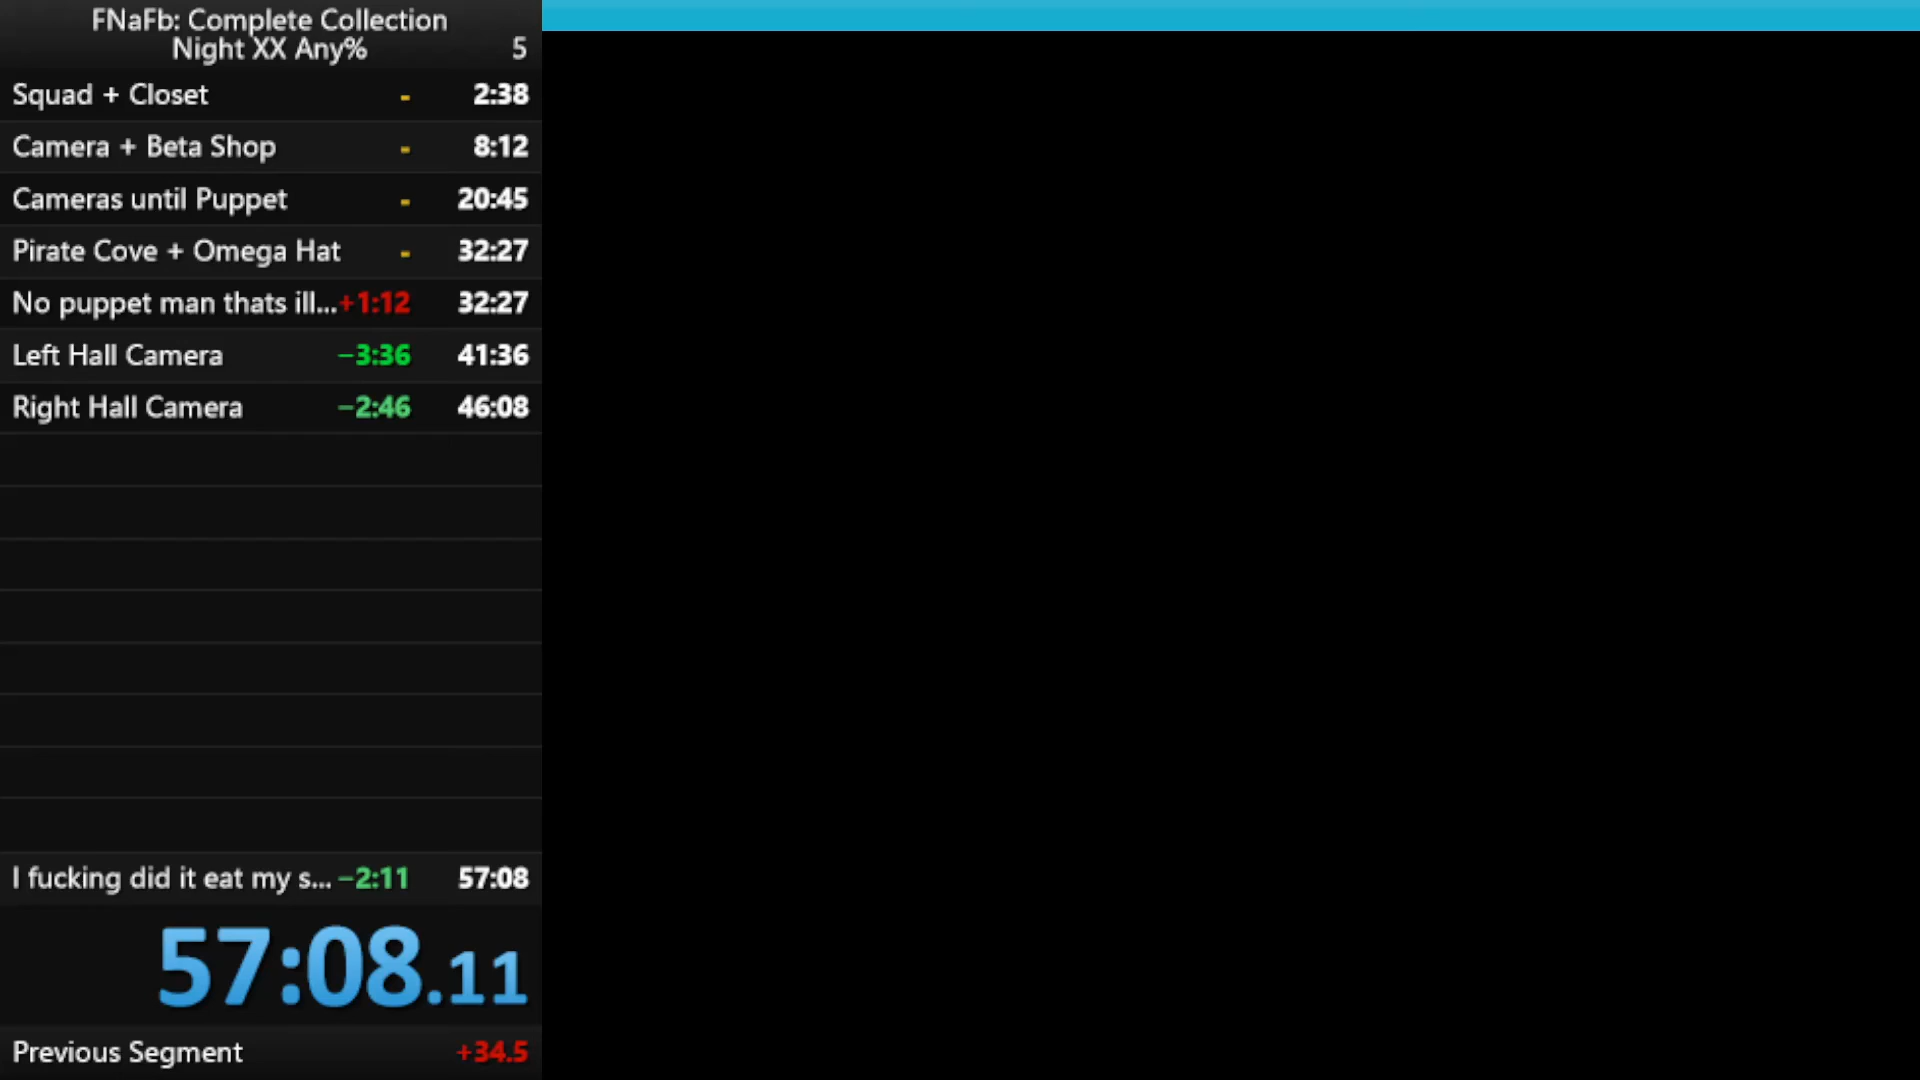 FNaFb: Complete Collection
Night XX Any% 5
Squad + Closet - 2:38
Camera + Beta Shop - 8:12
Cameras until Puppet - 20:45
Pirate Cove + Omega Hat - 32:27
No puppet man thats ill... +1:12 32:27
Left Hall Camera −3:36 41:36
Right Hall Camera −2:46 46:08
I fucking did it eat my s... −2:11 57:08
57:08.11
Previous Segment +34.5